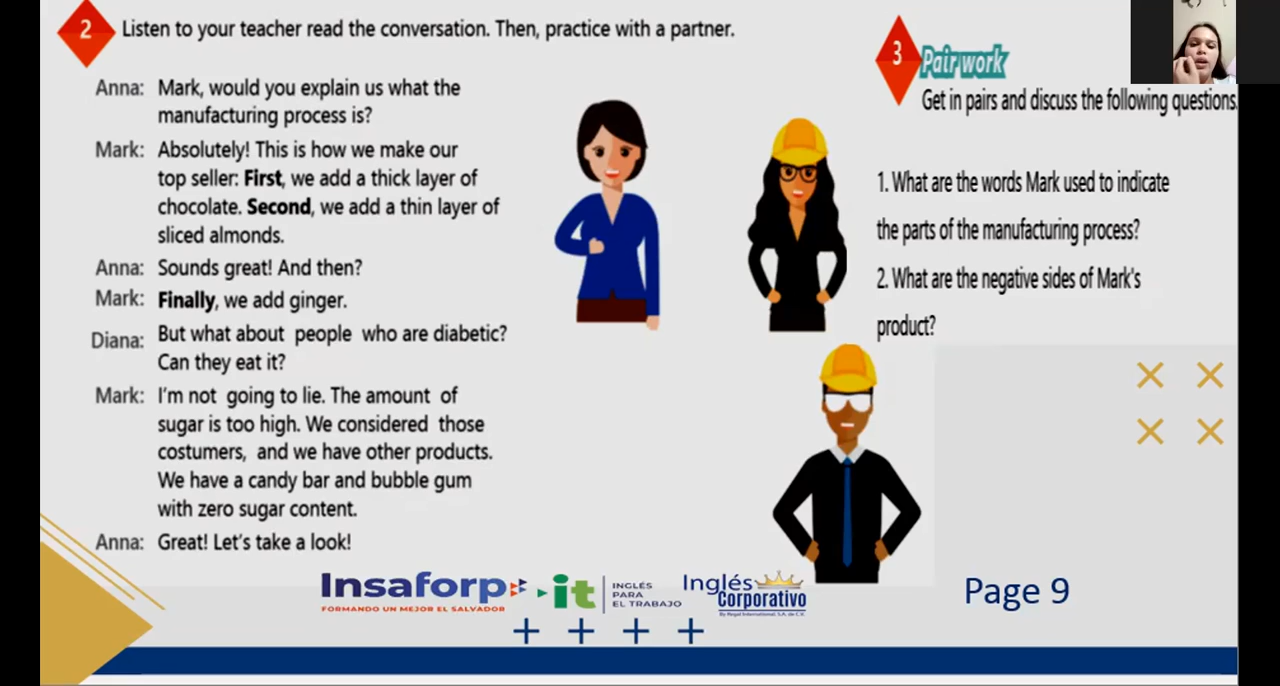 2 Listen to your teacher read the conversation. Then, practice with a partner.
Anna: Mark, would you explain us what the
manufacturing process is?
Mark: Absolutely! This is how we make our
top seller: First, we add a thick layer of
chocolate. Second, we add a thin layer of
sliced almonds.
Anna: Sounds great! And then?
Mark: Finally, we add ginger.
Diana: But what about people who are diabetic?
Can they eat it?
Mark: I'm not going to lie. The amount of
sugar is too high. We considered those
costumers, and we have other products.
We have a candy bar and bubble gum
with zero sugar content.
Anna: Great! Let's take a look!
3 Pair work
Get in pairs and discuss the following questions.
1. What are the words Mark used to indicate
the parts of the manufacturing process?
2. What are the negative sides of Mark's
product?
Insaforp
FORMANDO UN MEJOR EL SALVADOR
it
INGLÉS
PARA
EL TRABAJO
Inglés
Corporativo
By Regal International, S.A. de C.V.
Page 9